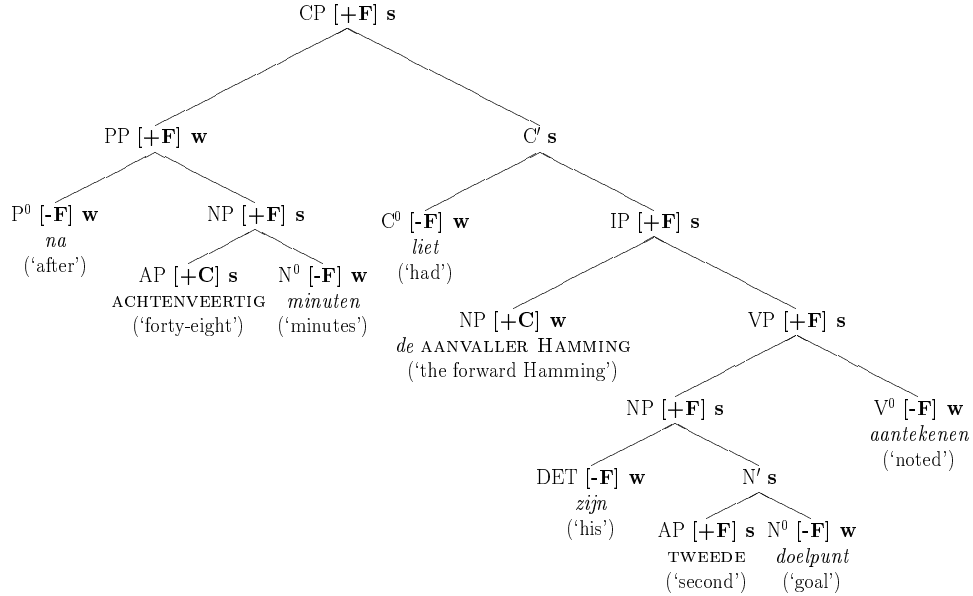 CP [+F] s
PP [+F] w
C′ s
P⁰ [-F] w
na
(‘after’)
NP [+F] s
C⁰ [-F] w
liet
(‘had’)
IP [+F] s
AP [+C] s
ACHTENVEERTIG
(‘forty-eight’)
N⁰ [-F] w
minuten
(‘minutes’)
NP [+C] w
de AANVALLER HAMMING
(‘the forward Hamming’)
VP [+F] s
NP [+F] s
V⁰ [-F] w
aantekenen
(‘noted’)
DET [-F] w
zijn
(‘his’)
N′ s
AP [+F] s
TWEEDE
(‘second’)
N⁰ [-F] w
doelpunt
(‘goal’)